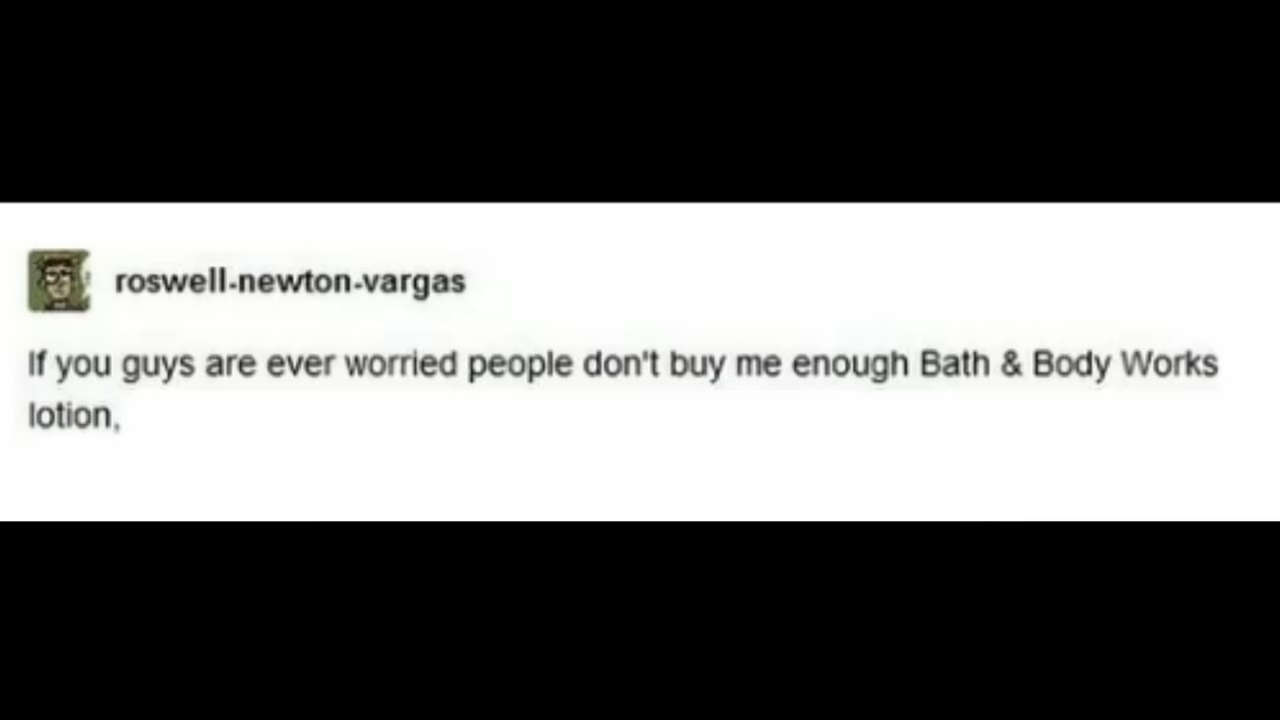 roswell-newton-vargas
If you guys are ever worried people don't buy me enough Bath & Body Works
lotion,